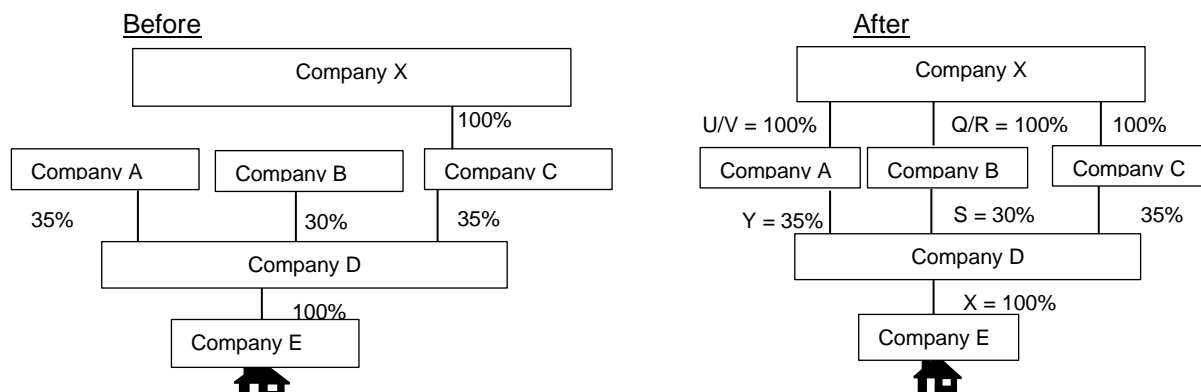 Before
Company X
100%
Company A
Company B
Company C
35%
30%
35%
Company D
100%
Company E
After
Company X
U/V = 100%
Q/R = 100%
100%
Company A
Company B
Company C
Y = 35%
S = 30%
35%
Company D
X = 100%
Company E